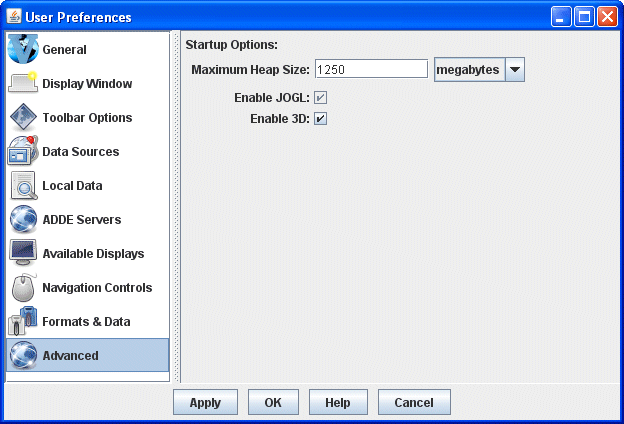 User Preferences
General
Display Window
Toolbar Options
Data Sources
Local Data
ADDE Servers
Available Displays
Navigation Controls
Formats & Data
Advanced
Startup Options:
Maximum Heap Size: 1250 megabytes
Enable JOGL:
Enable 3D:
Apply OK Help Cancel